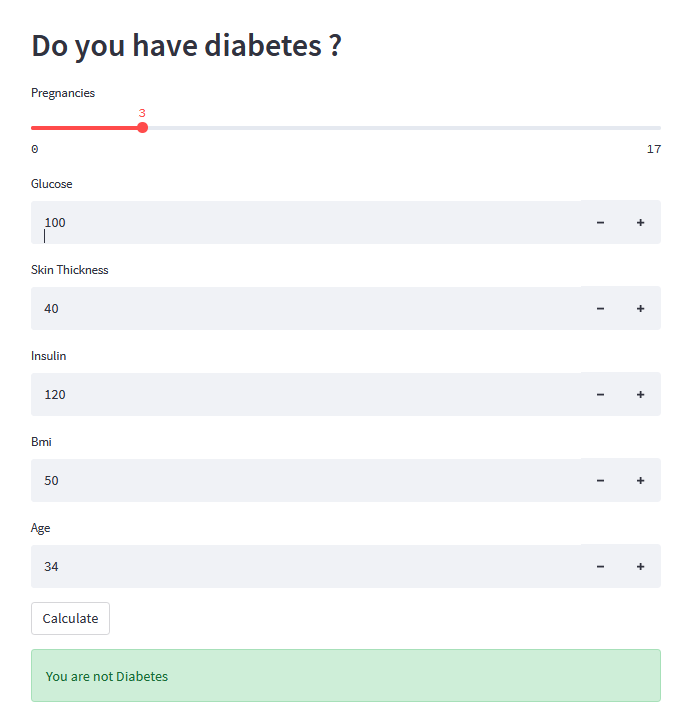 Do you have diabetes ?
Pregnancies
3
0 17
Glucose
100 − +
Skin Thickness
40 − +
Insulin
120 − +
Bmi
50 − +
Age
34 − +
Calculate
You are not Diabetes